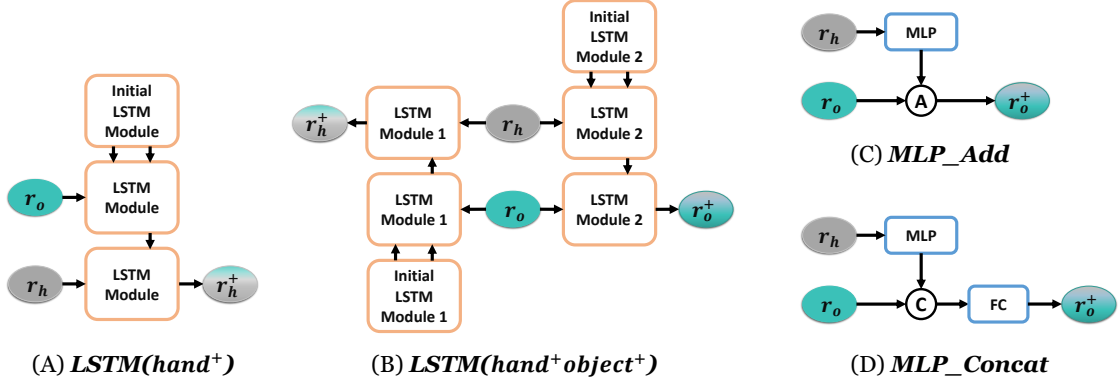 Initial
LSTM
Module
r_o
LSTM
Module
r_h
LSTM
Module
r_h^+
(A) LSTM(hand^+)
Initial
LSTM
Module 2
r_h^+
LSTM
Module 1
r_h
LSTM
Module 2
LSTM
Module 1
r_o
LSTM
Module 2
r_o^+
Initial
LSTM
Module 1
(B) LSTM(hand^+object^+)
r_h
MLP
r_o
A
r_o^+
(C) MLP_Add
r_h
MLP
r_o
C
FC
r_o^+
(D) MLP_Concat